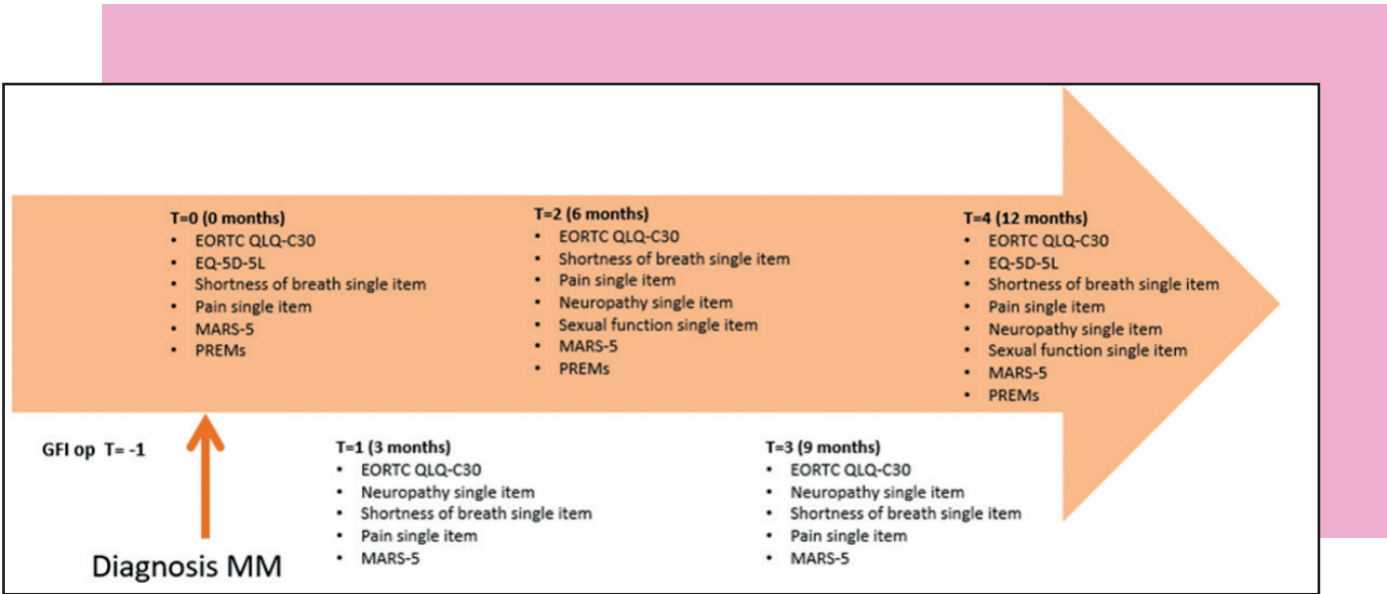 T=0 (0 months)
• EORTC QLQ-C30
• EQ-5D-5L
• Shortness of breath single item
• Pain single item
• MARS-5
• PREMs
T=2 (6 months)
• EORTC QLQ-C30
• Shortness of breath single item
• Pain single item
• Neuropathy single item
• Sexual function single item
• MARS-5
• PREMs
T=4 (12 months)
• EORTC QLQ-C30
• EQ-5D-5L
• Shortness of breath single item
• Pain single item
• Neuropathy single item
• Sexual function single item
• MARS-5
• PREMs
GFI op T= -1
Diagnosis MM
T=1 (3 months)
• EORTC QLQ-C30
• Neuropathy single item
• Shortness of breath single item
• Pain single item
• MARS-5
T=3 (9 months)
• EORTC QLQ-C30
• Neuropathy single item
• Shortness of breath single item
• Pain single item
• MARS-5